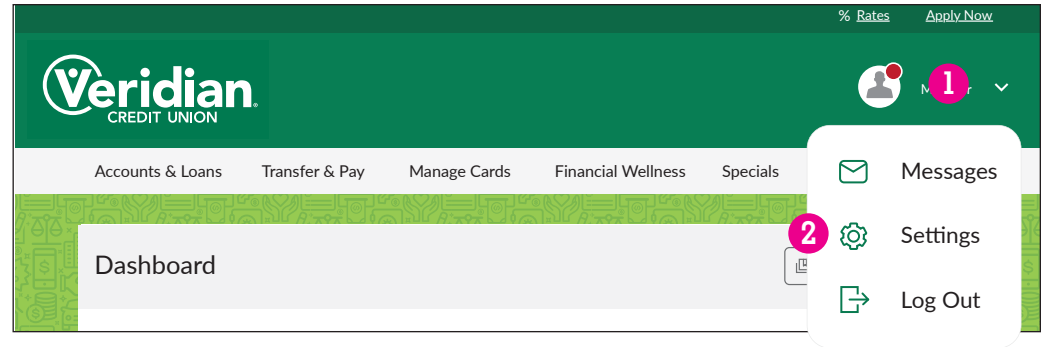 % Rates Apply Now
Veridian
CREDIT UNION
1
Accounts & Loans Transfer & Pay Manage Cards Financial Wellness Specials
Messages
2 Settings
Dashboard
Log Out